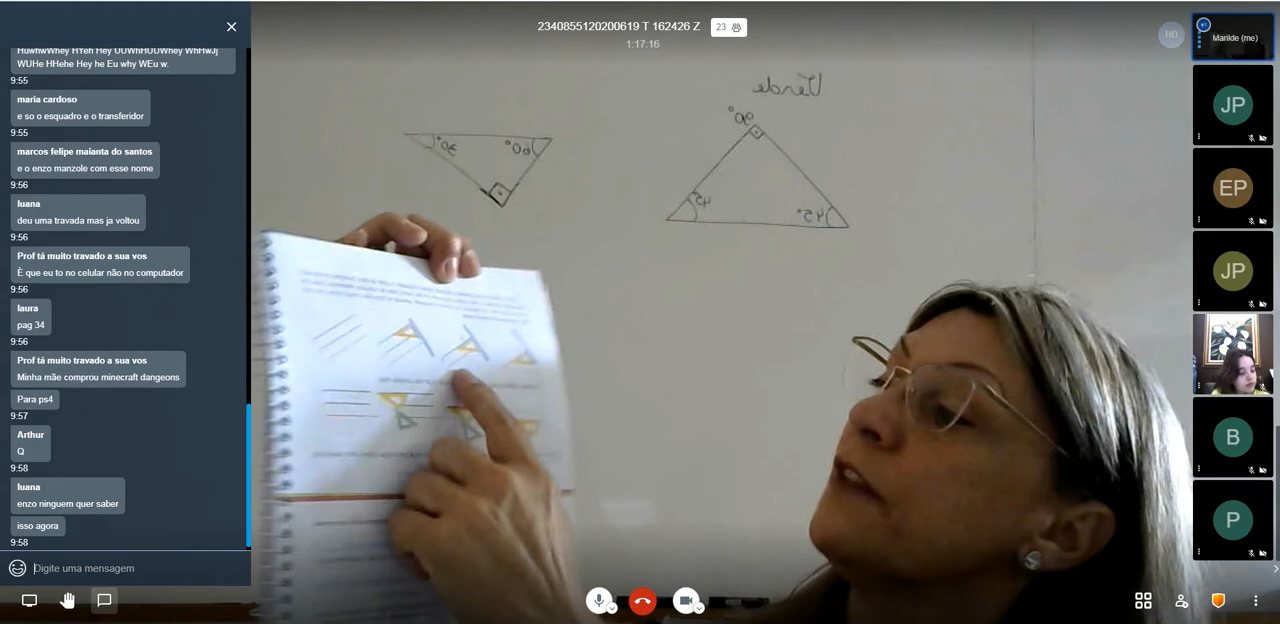 HuwhwWhey HYeh Hey UUWhHUUWhey WhHwJj
WUHe HHehe Hey he Eu why WEu w.
9:55
maria cardoso
e so o esquadro e o transferidor
9:55
marcos felipe maianta do santos
e o enzo manzole com esse nome
9:56
luana
deu uma travada mas ja voltou
9:56
Prof tá muito travado a sua vos
È que eu to no celular não no computador
9:56
laura
pag 34
9:56
Prof tá muito travado a sua vos
Minha mãe comprou minecraft dangeons
Para ps4
9:57
Arthur
Q
9:58
luana
enzo ninguem quer saber
isso agora
9:58
Digite uma mensagem
2340855120200619 T 162426 Z
23
1:17:16
HD
Verde
90°
30°
60°
45
45°
Marilde (me)
JP
EP
JP
B
P